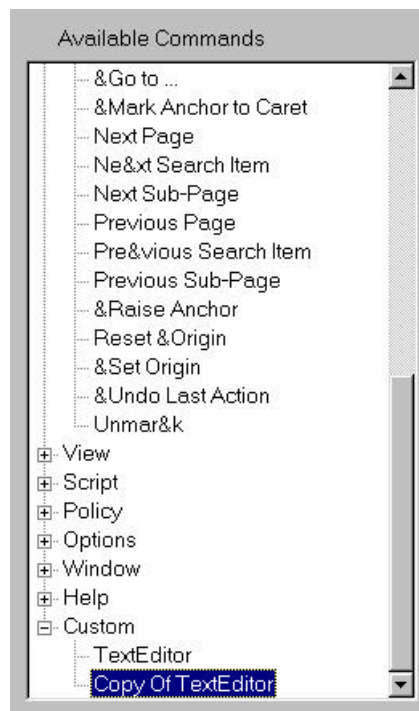 Available Commands
&Go to ...
&Mark Anchor to Caret
Next Page
Ne&xt Search Item
Next Sub-Page
Previous Page
Pre&vious Search Item
Previous Sub-Page
&Raise Anchor
Reset &Origin
&Set Origin
&Undo Last Action
Unmar&k
View
Script
Policy
Options
Window
Help
Custom
TextEditor
Copy Of TextEditor